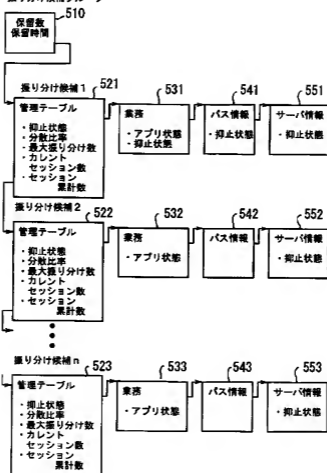 510
保留数
保留時間
振り分け候補1
521
管理テーブル
・抑止状態
・分散比率
・最大振り分け数
・カレント
セッション数
・セッション
累計数
531
業務
・アプリ状態
・抑止状態
541
パス情報
・抑止状態
551
サーバ情報
・抑止状態
振り分け候補2
522
管理テーブル
・抑止状態
・分散比率
・最大振り分け数
・カレント
セッション数
・セッション
累計数
532
業務
・アプリ状態
542
パス情報
552
サーバ情報
・抑止状態
振り分け候補n
523
管理テーブル
・抑止状態
・分散比率
・最大振り分け数
・カレント
セッション数
・セッション
累計数
533
業務
・アプリ状態
543
パス情報
553
サーバ情報
・抑止状態